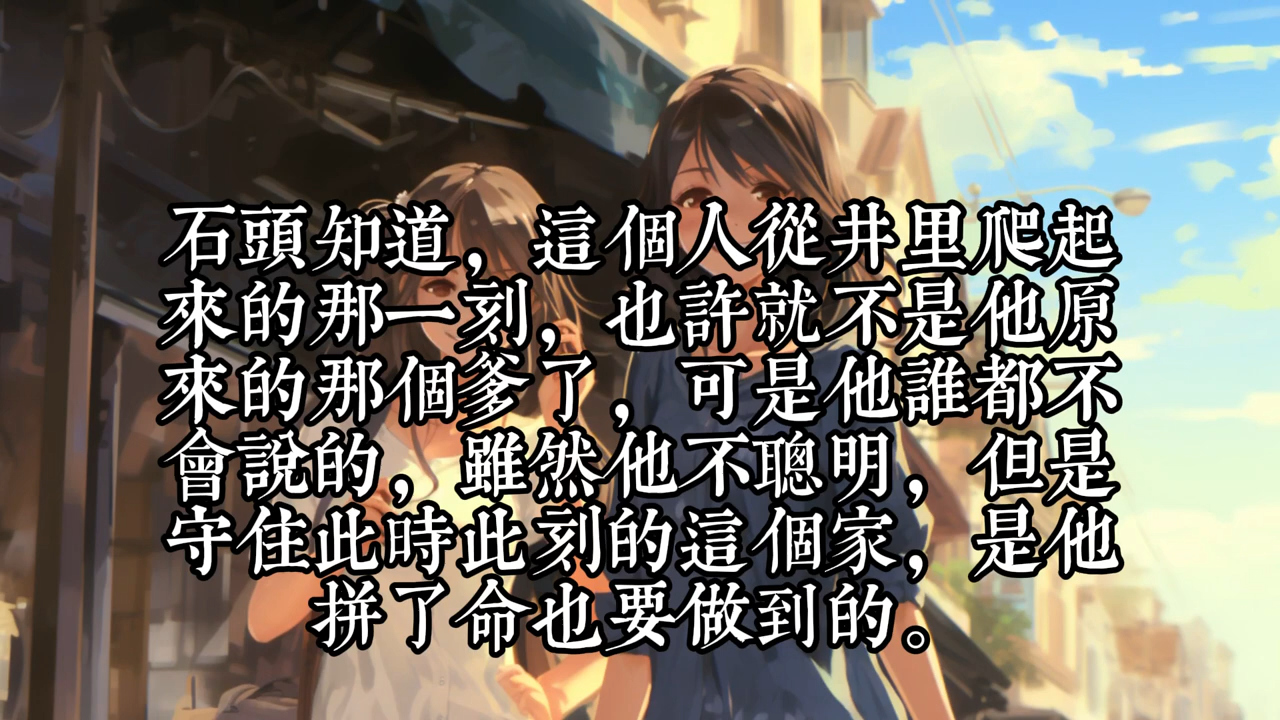 石頭知道，這個人從井里爬起
來的那一刻，也許就不是他原
來的那個爹了，可是他誰都不
會說的，雖然他不聰明，但是
守住此時此刻的這個家，是他
拼了命也要做到的。